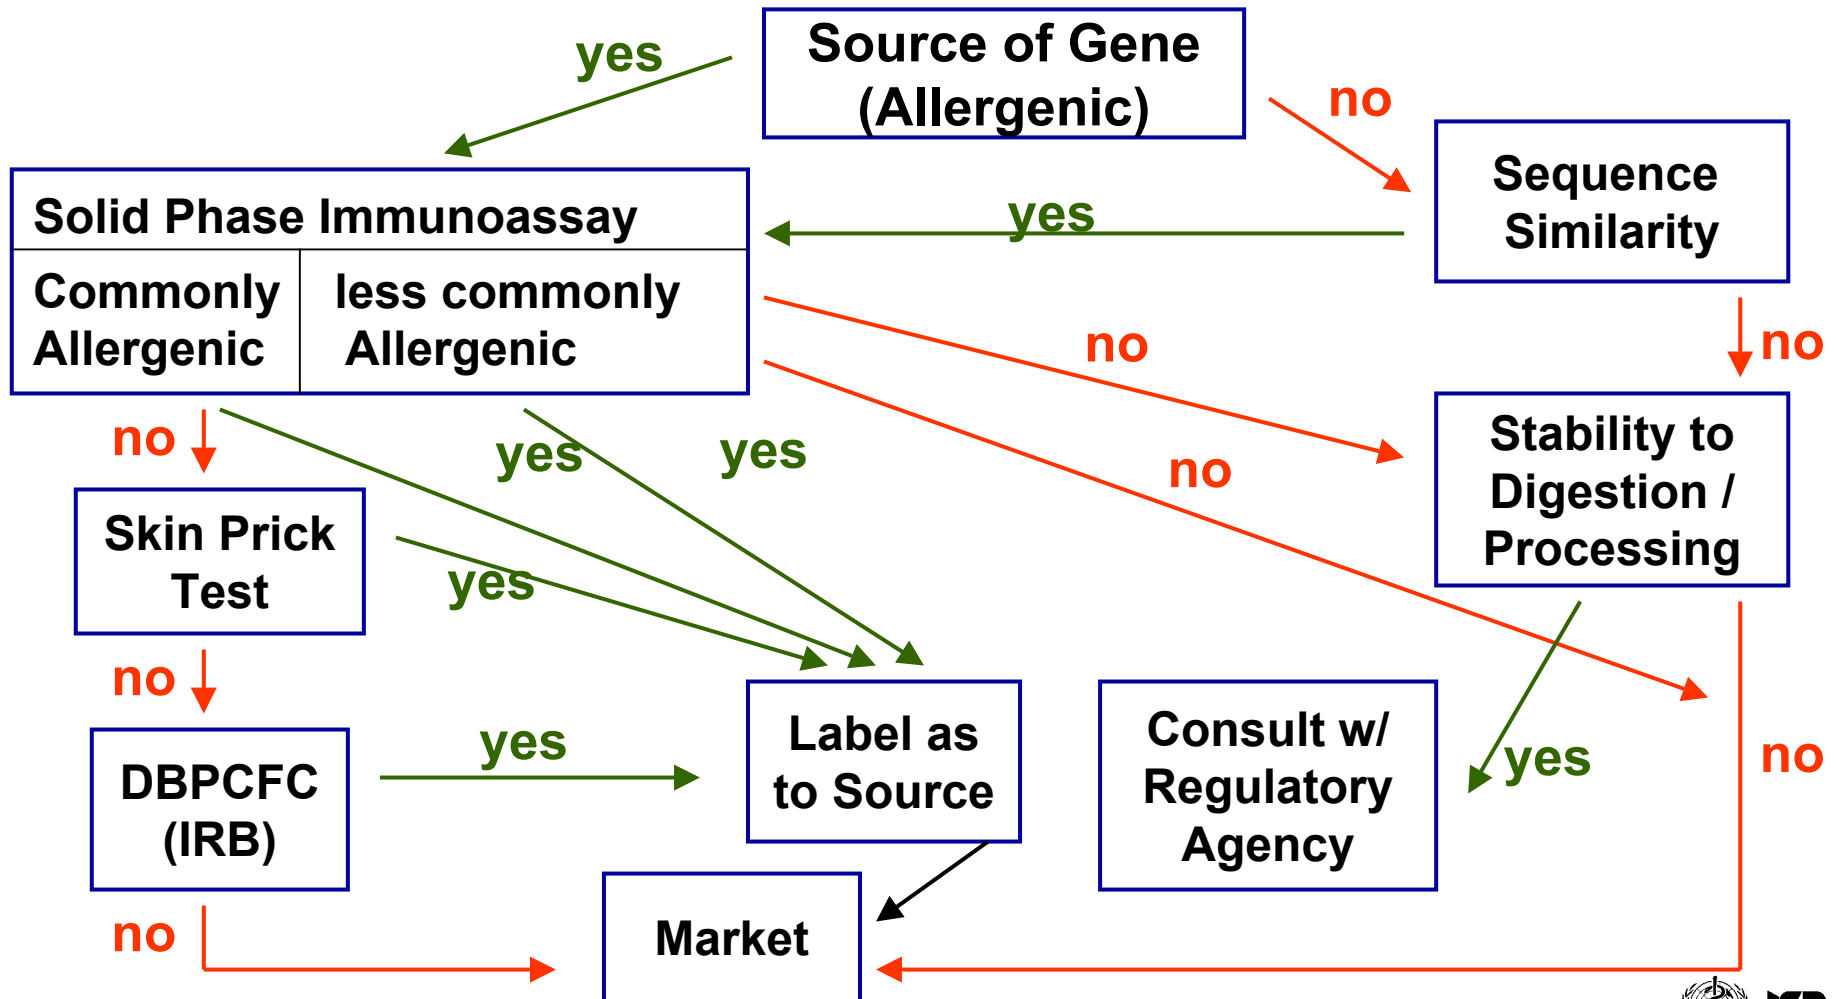 Source of Gene
(Allergenic)
yes
no
Sequence
Similarity
yes
Solid Phase Immunoassay
Commonly
Allergenic
less commonly
Allergenic
no
no
no
yes
yes
no
Stability to
Digestion /
Processing
Skin Prick
Test
yes
no
Label as
to Source
Consult w/
Regulatory
Agency
yes
no
DBPCFC
(IRB)
yes
no
Market